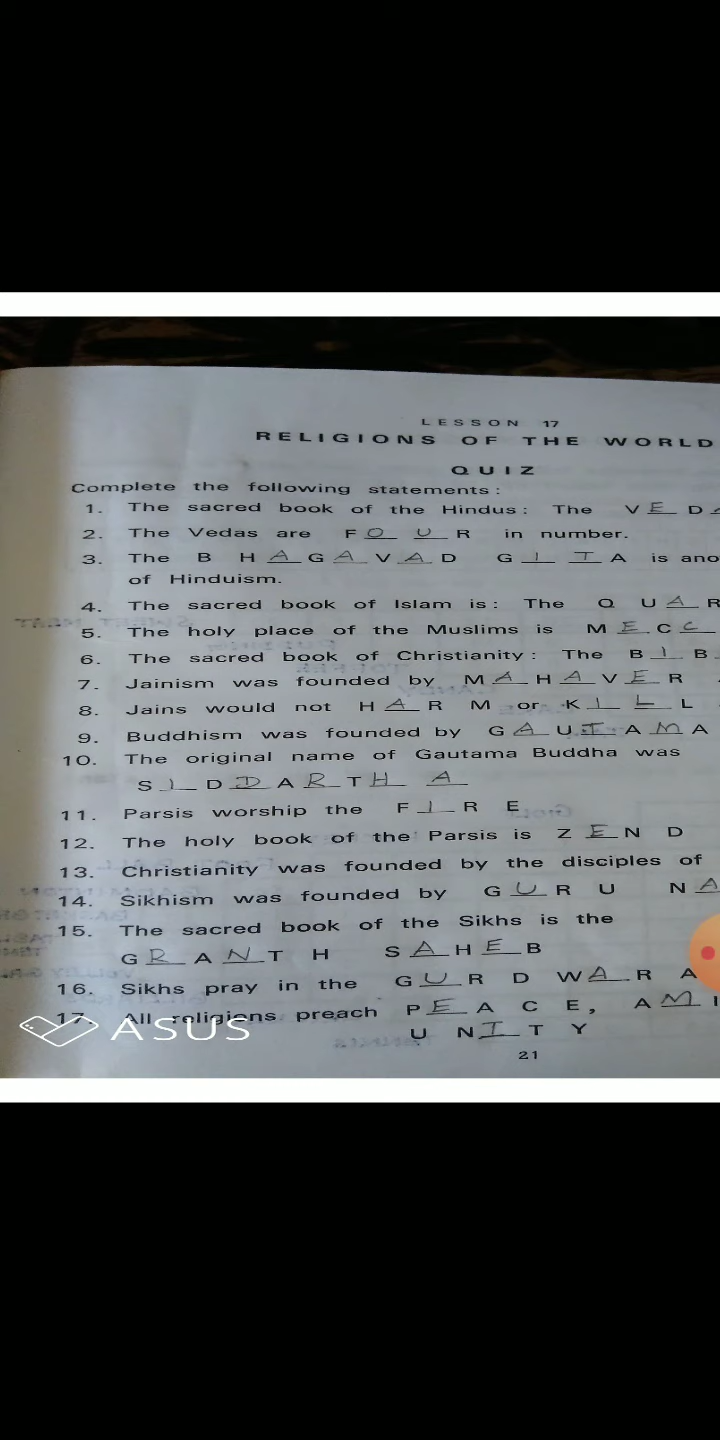 LESSON 17
RELIGIONS OF THE WORLD
QUIZ
Complete the following statements:
1. The sacred book of the Hindus: The VED
2. The Vedas are FOUR in number.
3. The BHAGAVAD GITA is ano
of Hinduism.
4. The sacred book of Islam is: The QUAR
5. The holy place of the Muslims is MECC
6. The sacred book of Christianity: The BIB
7. Jainism was founded by MAHAVER
8. Jains would not HARM or KILL
9. Buddhism was founded by GAUTAMA
10. The original name of Gautama Buddha was
SIDDARTHA
11. Parsis worship the FIRE
12. The holy book of the Parsis is ZEND
13. Christianity was founded by the disciples of
14. Sikhism was founded by GURU NA
15. The sacred book of the Sikhs is the
GRANTH SAHEB
16. Sikhs pray in the GURDWARA
17. All religions preach PEACE, AMI
UNITY
21
ASUS